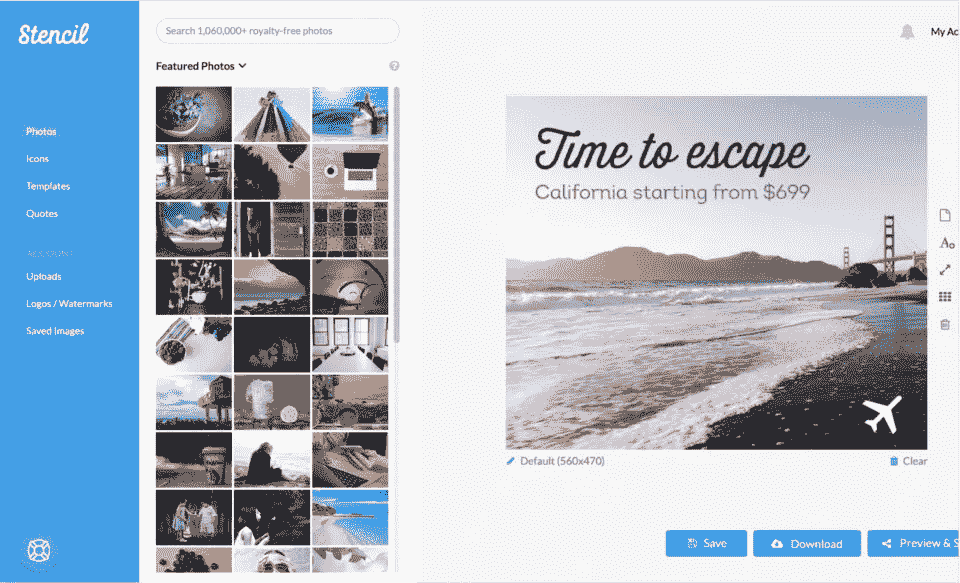 Stencil
Photos
Icons
Templates
Quotes
Uploads
Logos / Watermarks
Saved Images
Search 1,060,000+ royalty-free photos
Featured Photos
?
My Ac
Time to escape
California starting from $699
Default (560x470)
Clear
Save
Download
Preview & S